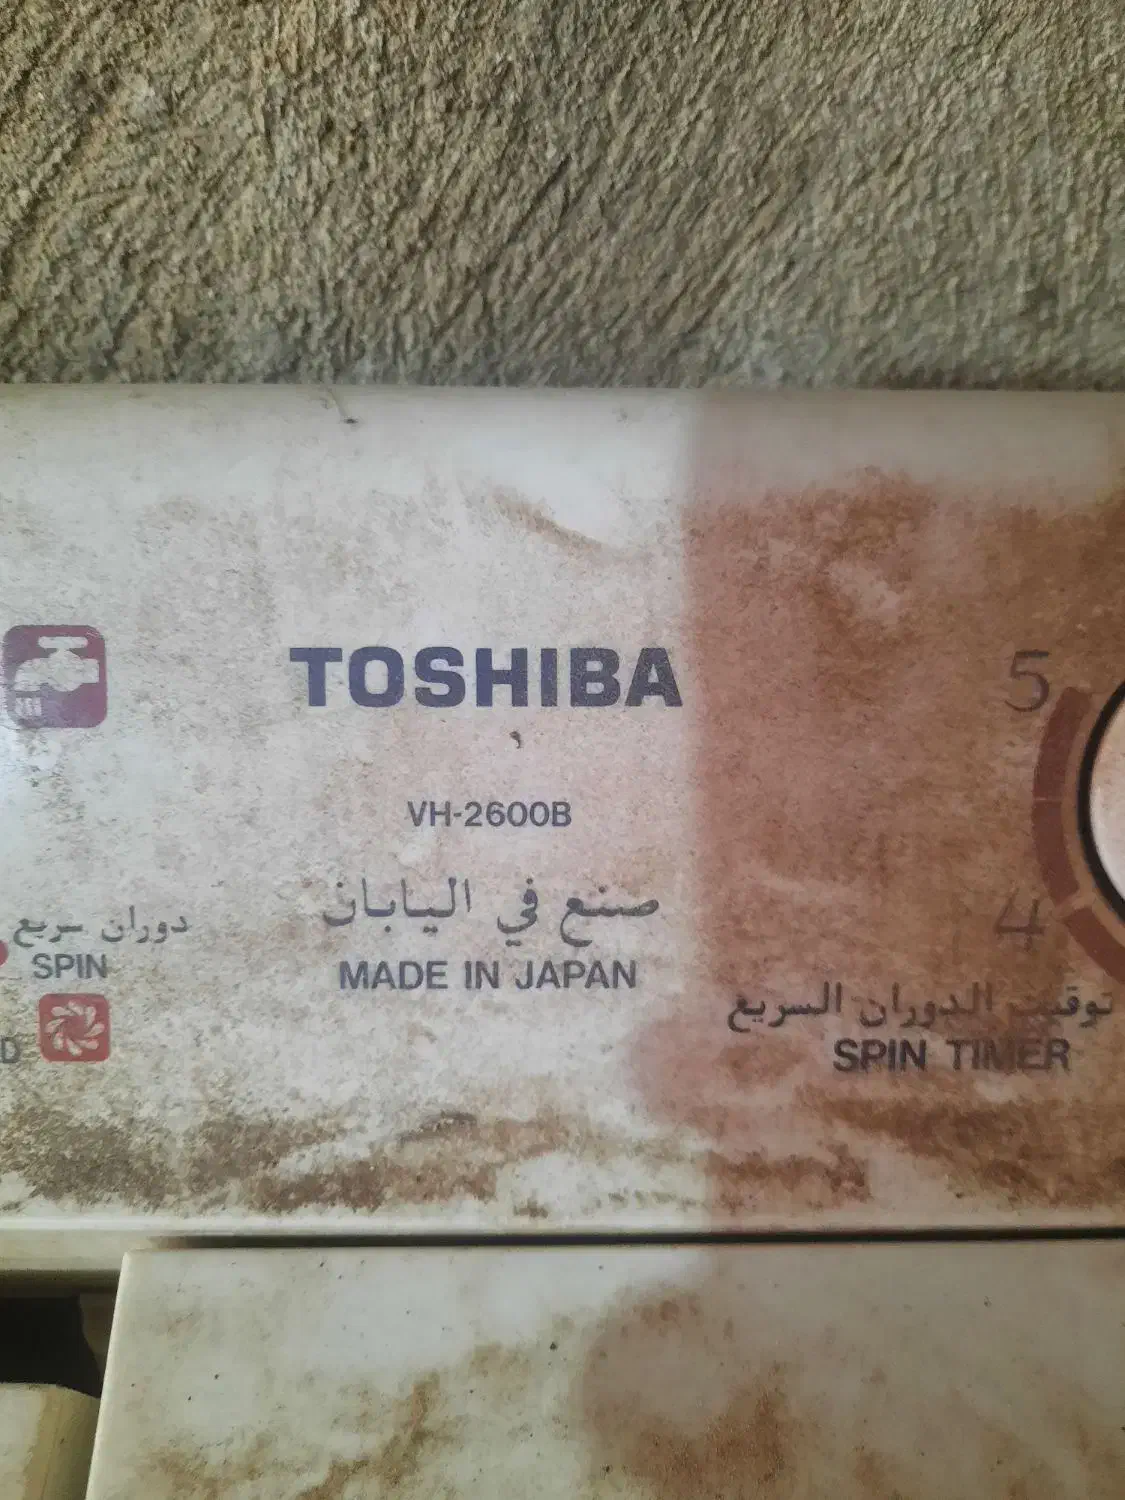 TOSHIBA
VH-2600B
صنع في اليابان
MADE IN JAPAN
دوران سريع
SPIN
D
5
4
توقيت الدوران السريع
SPIN TIMER